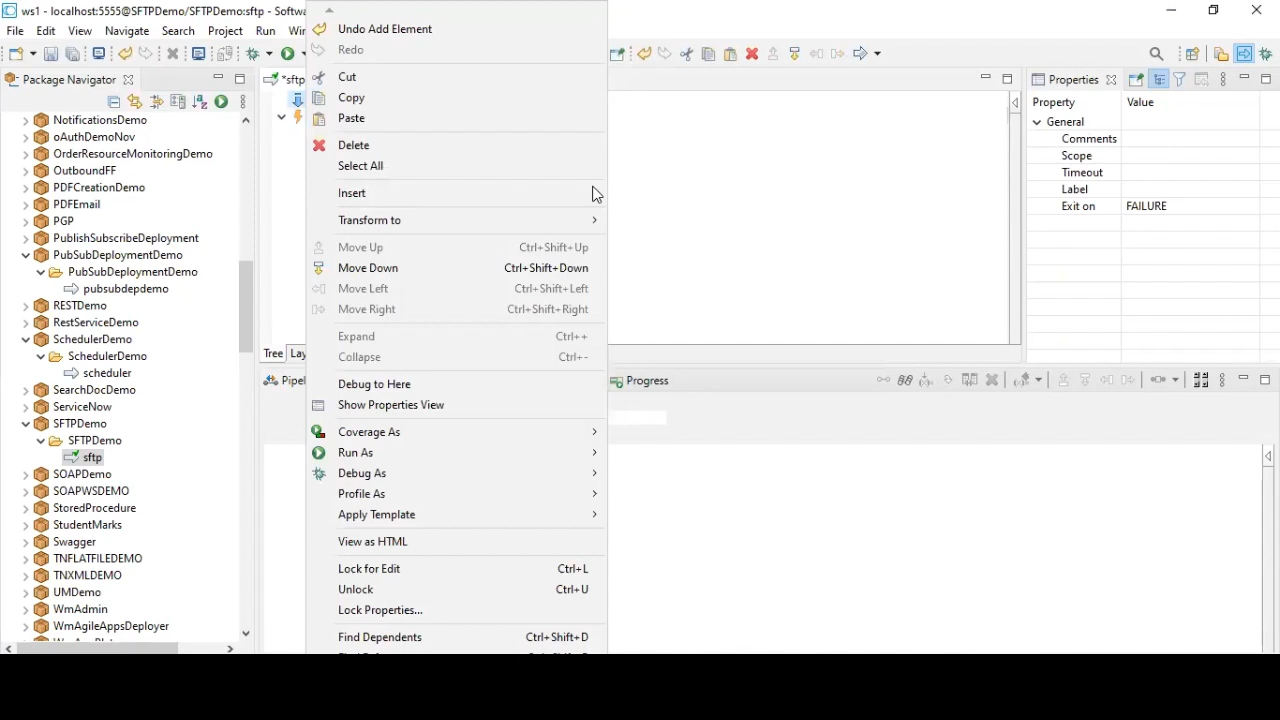 ws1 - localhost:5555@SFTPDemo/SFTPDemo:sftp - Softwa
File Edit View Navigate Search Project Run Win
Package Navigator
NotificationsDemo
oAuthDemoNov
OrderResourceMonitoringDemo
OutboundFF
PDFCreationDemo
PDFEmail
PGP
PublishSubscribeDeployment
PubSubDeploymentDemo
PubSubDeploymentDemo
pubsubdepdemo
RESTDemo
RestServiceDemo
SchedulerDemo
SchedulerDemo
scheduler
SearchDocDemo
ServiceNow
SFTPDemo
SFTPDemo
sftp
SOAPDemo
SOAPWSDEMO
StoredProcedure
StudentMarks
Swagger
TNFLATFILEDEMO
TNXMLDEMO
UMDemo
WmAdmin
WmAgileAppsDeployer
*sftp
Tree Lay
Pipel
Undo Add Element
Redo
Cut
Copy
Paste
Delete
Select All
Insert
Transform to
Move Up Ctrl+Shift+Up
Move Down Ctrl+Shift+Down
Move Left Ctrl+Shift+Left
Move Right Ctrl+Shift+Right
Expand Ctrl++
Collapse Ctrl+-
Debug to Here
Show Properties View
Coverage As
Run As
Debug As
Profile As
Apply Template
View as HTML
Lock for Edit Ctrl+L
Unlock Ctrl+U
Lock Properties...
Find Dependents Ctrl+Shift+D
Progress
Properties
Property Value
General
Comments
Scope
Timeout
Label
Exit on FAILURE